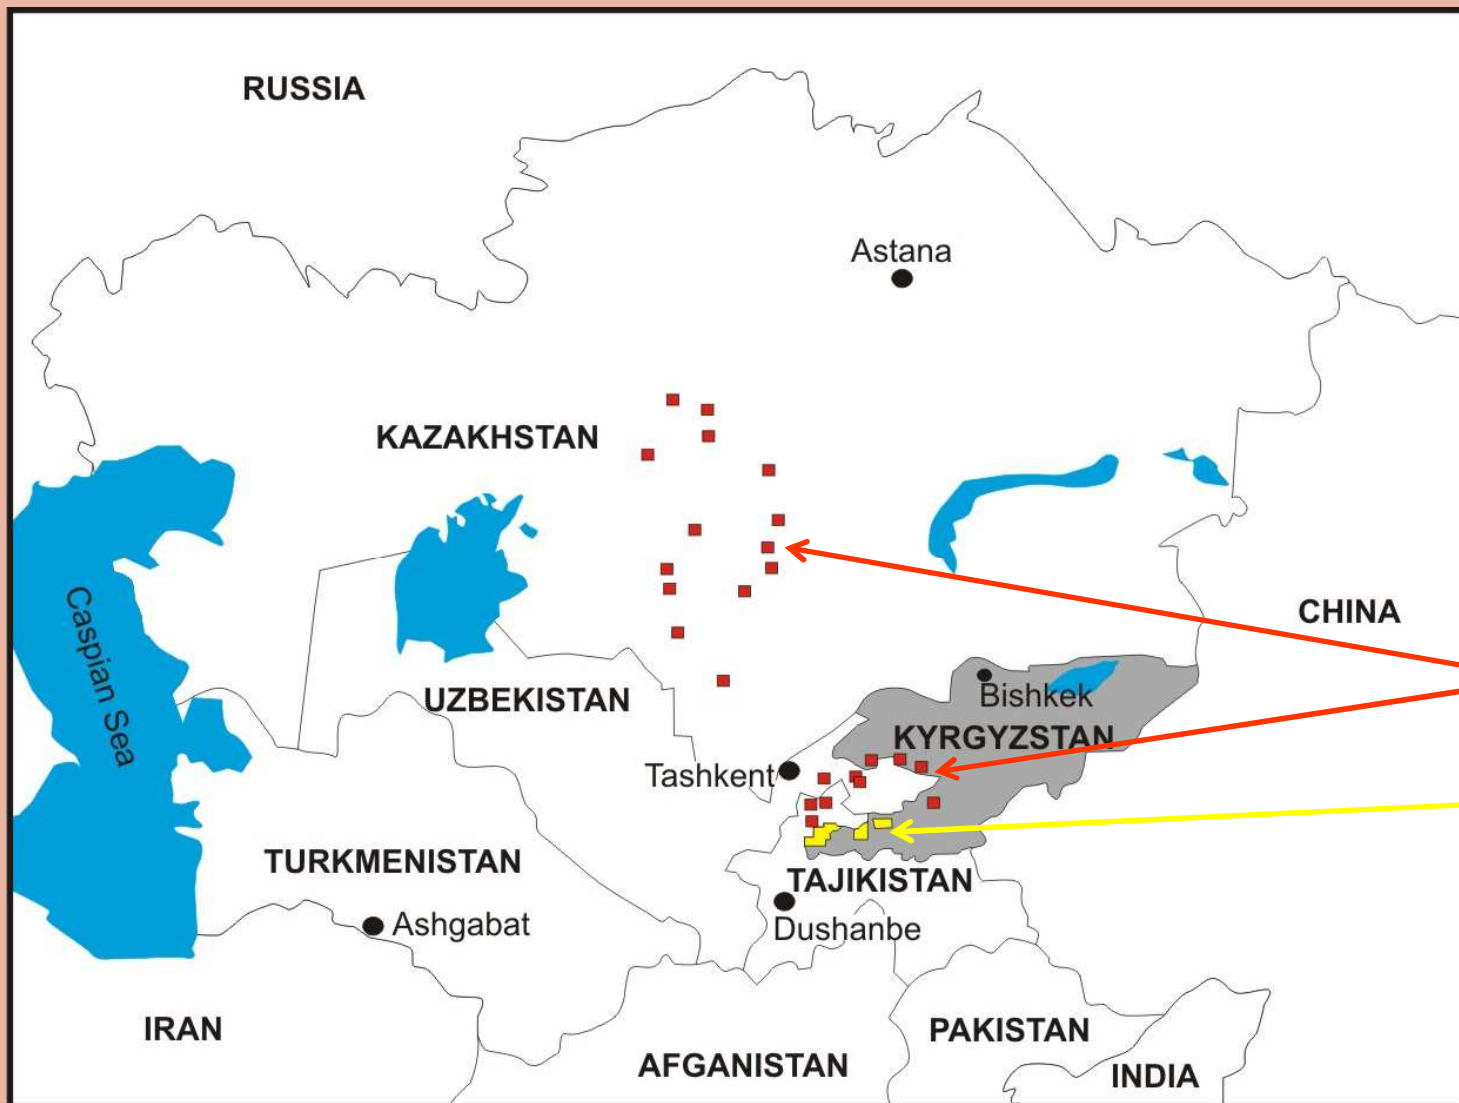 RUSSIA
Astana
KAZAKHSTAN
CHINA
Caspian Sea
Bishkek
UZBEKISTAN
KYRGYZSTAN
Tashkent
TURKMENISTAN
TAJIKISTAN
Ashgabat
Dushanbe
IRAN
PAKISTAN
AFGANISTAN
INDIA